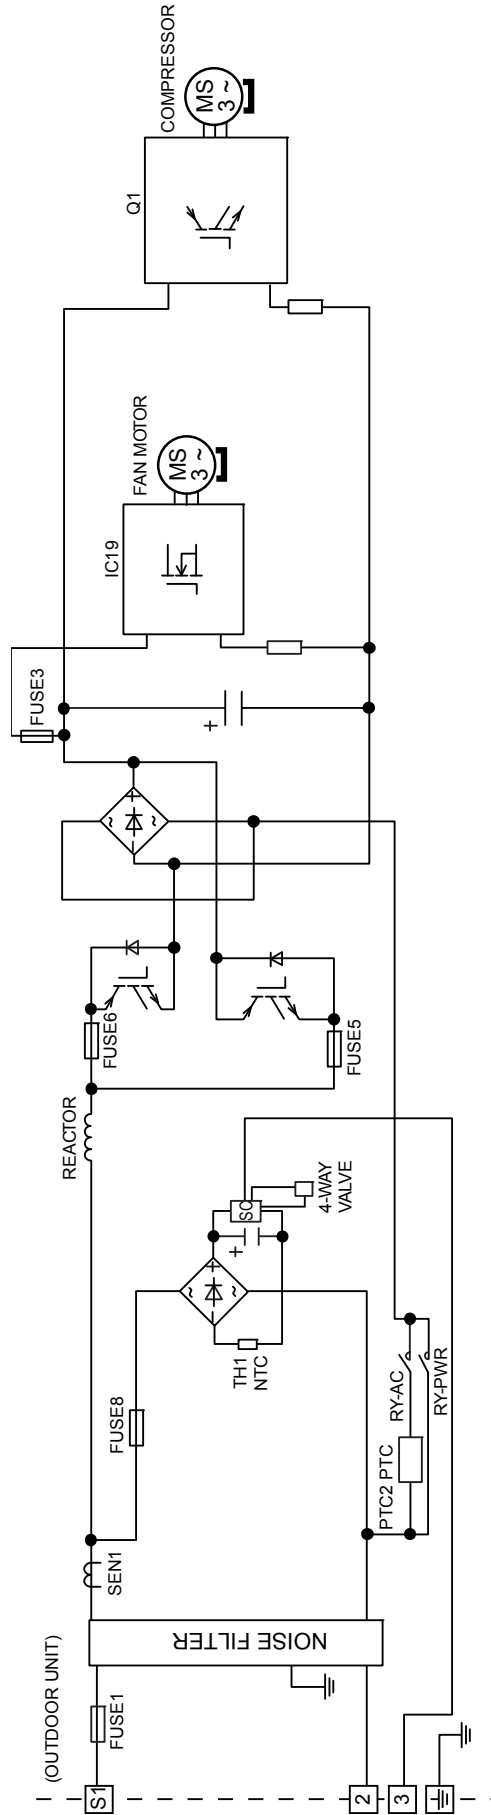 (OUTDOOR UNIT)
S1
FUSE1
NOISE FILTER
SEN1
FUSE8
REACTOR
FUSE6
FUSE5
TH1
NTC
+
~
~
+
-
SC
4-WAY
VALVE
PTC2 PTC
RY-AC
RY-PWR
~
~
+
-
FUSE3
+
IC19
FAN MOTOR
MS
3 ~
Q1
COMPRESSOR
MS
3 ~
2
3